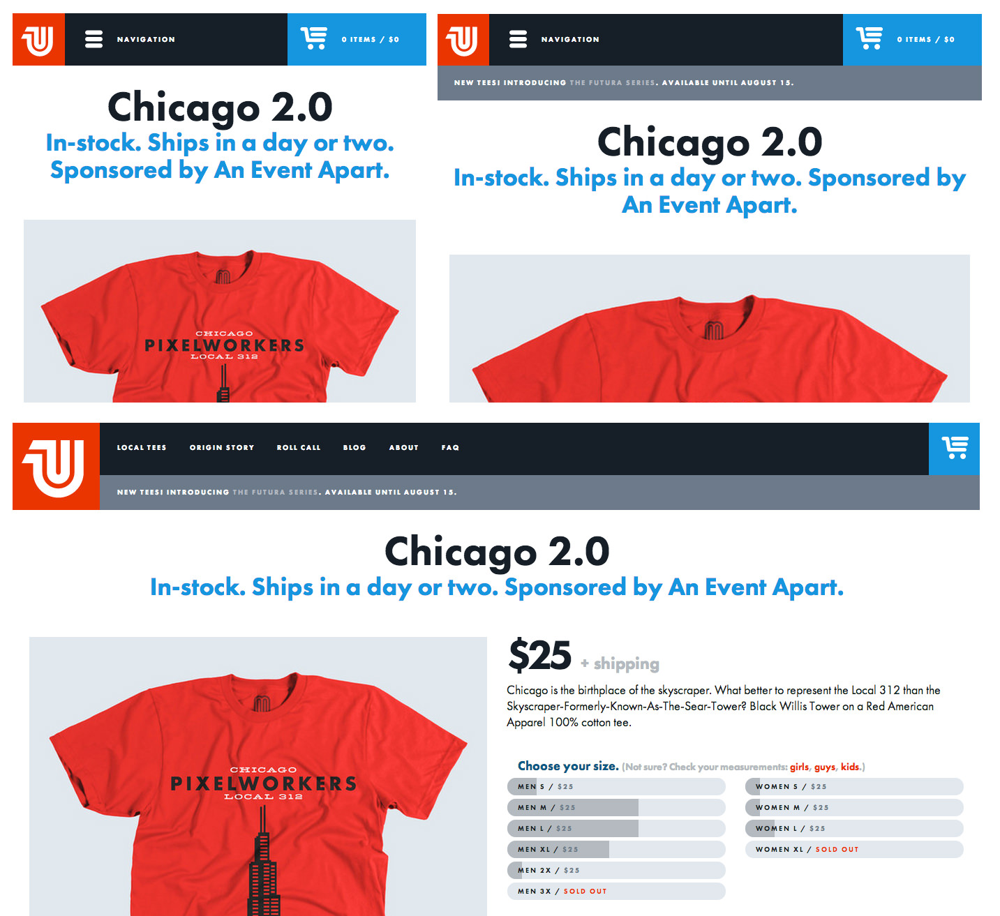 NAVIGATION
0 ITEMS / $0
Chicago 2.0
In-stock. Ships in a day or two.
Sponsored by An Event Apart.
CHICAGO
PIXELWORKERS
LOCAL 312
NAVIGATION
0 ITEMS / $0
NEW TEES! INTRODUCING THE FUTURA SERIES. AVAILABLE UNTIL AUGUST 15.
Chicago 2.0
In-stock. Ships in a day or two. Sponsored by
An Event Apart.
LOCAL TEES ORIGIN STORY ROLL CALL BLOG ABOUT FAQ
NEW TEES! INTRODUCING THE FUTURA SERIES. AVAILABLE UNTIL AUGUST 15.
Chicago 2.0
In-stock. Ships in a day or two. Sponsored by An Event Apart.
CHICAGO
PIXELWORKERS
LOCAL 312
$25 + shipping
Chicago is the birthplace of the skyscraper. What better to represent the Local 312 than the
Skyscraper-Formerly-Known-As-The-Sear-Tower? Black Willis Tower on a Red American
Apparel 100% cotton tee.
Choose your size. (Not sure? Check your measurements: girls, guys, kids.)
MEN S / $25
MEN M / $25
MEN L / $25
MEN XL / $25
MEN 2X / $25
MEN 3X / SOLD OUT
WOMEN S / $25
WOMEN M / $25
WOMEN L / $25
WOMEN XL / SOLD OUT